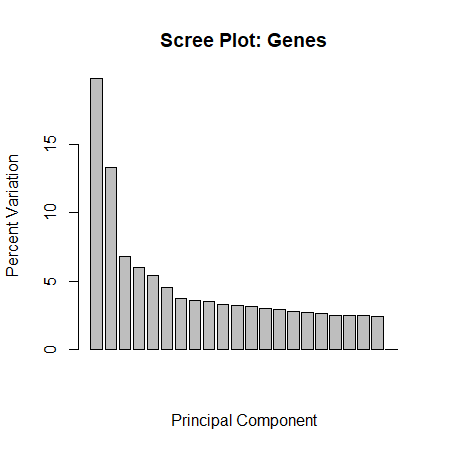 Scree Plot: Genes
Percent Variation
15
10
5
0
Principal Component